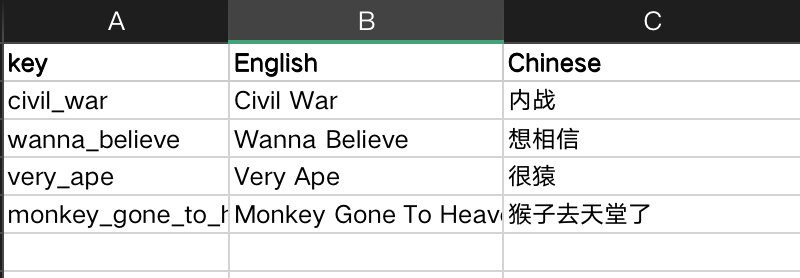 A B C
key English Chinese
civil_war Civil War 内战
wanna_believe Wanna Believe 想相信
very_ape Very Ape 很猿
monkey_gone_to_h Monkey Gone To Heav 猴子去天堂了